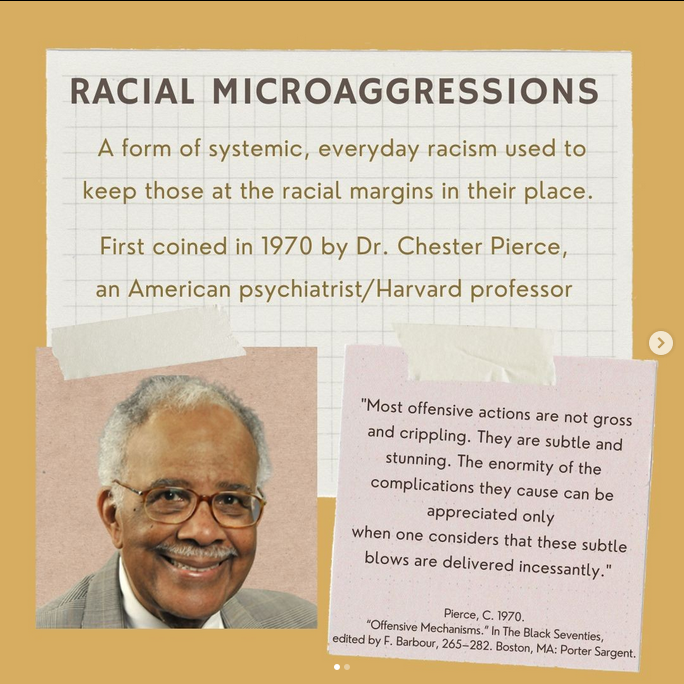 RACIAL MICROAGGRESSIONS
A form of systemic, everyday racism used to
keep those at the racial margins in their place.
First coined in 1970 by Dr. Chester Pierce,
an American psychiatrist/Harvard professor
"Most offensive actions are not gross
and crippling. They are subtle and
stunning. The enormity of the
complications they cause can be
appreciated only
when one considers that these subtle
blows are delivered incessantly."
Pierce, C. 1970.
“Offensive Mechanisms.” In The Black Seventies,
edited by F. Barbour, 265–282. Boston, MA: Porter Sargent.